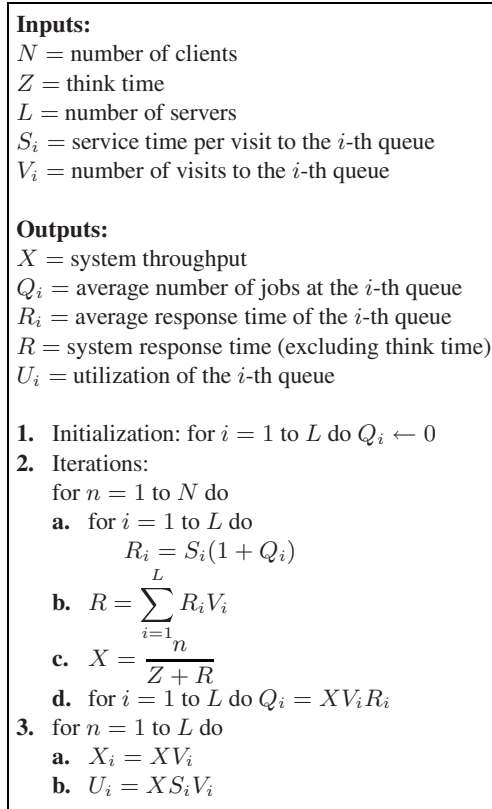 Inputs:
N = number of clients
Z = think time
L = number of servers
S_i = service time per visit to the i-th queue
V_i = number of visits to the i-th queue
Outputs:
X = system throughput
Q_i = average number of jobs at the i-th queue
R_i = average response time of the i-th queue
R = system response time (excluding think time)
U_i = utilization of the i-th queue
1. Initialization: for i = 1 to L do Q_i ← 0
2. Iterations:
for n = 1 to N do
a. for i = 1 to L do
R_i = S_i(1 + Q_i)
b. R = \sum_{i=1}^{L} R_i V_i
c. X = \frac{n}{Z + R}
d. for i = 1 to L do Q_i = XV_iR_i
3. for n = 1 to L do
a. X_i = XV_i
b. U_i = XS_iV_i